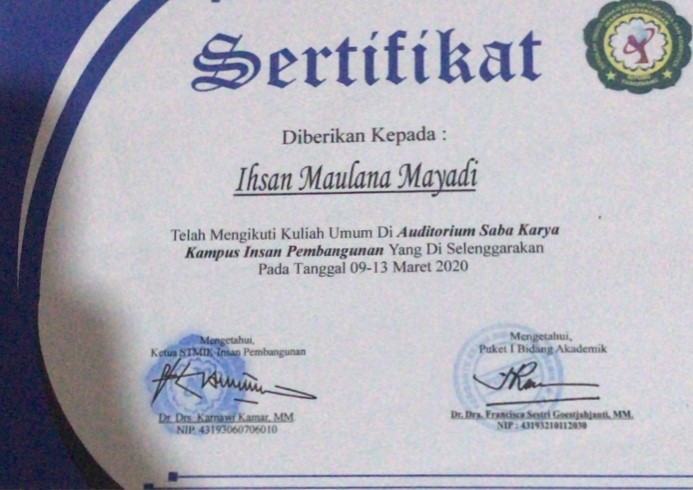 Sertifikat
Diberikan Kepada :
Ihsan Maulana Mayadi
Telah Mengikuti Kuliah Umum Di Auditorium Saba Karya
Kampus Insan Pembangunan Yang Di Selenggarakan
Pada Tanggal 09-13 Maret 2020
Mengetahui,
Ketua STMIK Insan Pembangunan
Dr. Drs. Karnawi Kamar, MM
NIP. 43193060706010
Mengetahui,
Puket I Bidang Akademik
Dr. Dra. Francisca Sestri Goestjahjanti, MM.
NIP : 43193210112030